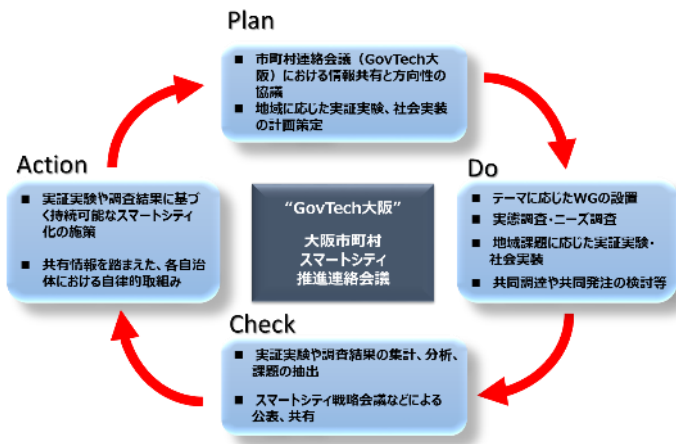 Plan
■ 市町村連絡会議（GovTech大
阪）における情報共有と方向性の
協議
■ 地域に応じた実証実験、社会実装
の計画策定
Do
■ テーマに応じたWGの設置
■ 実態調査・ニーズ調査
■ 地域課題に応じた実証実験・
社会実装
■ 共同調達や共同発注の検討等
Check
■ 実証実験や調査結果の集計、分析、
課題の抽出
■ スマートシティ戦略会議などによる
公表、共有
Action
■ 実証実験や調査結果に基づ
く持続可能なスマートシティ
化の施策
■ 共有情報を踏まえた、各自治
体における自律的取組み
“GovTech大阪”
大阪市町村
スマートシティ
推進連絡会議